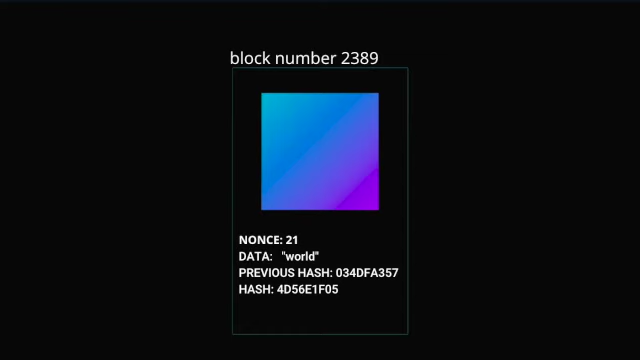 block number 2389
NONCE: 21
DATA: "world"
PREVIOUS HASH: 034DFA357
HASH: 4D56E1F05